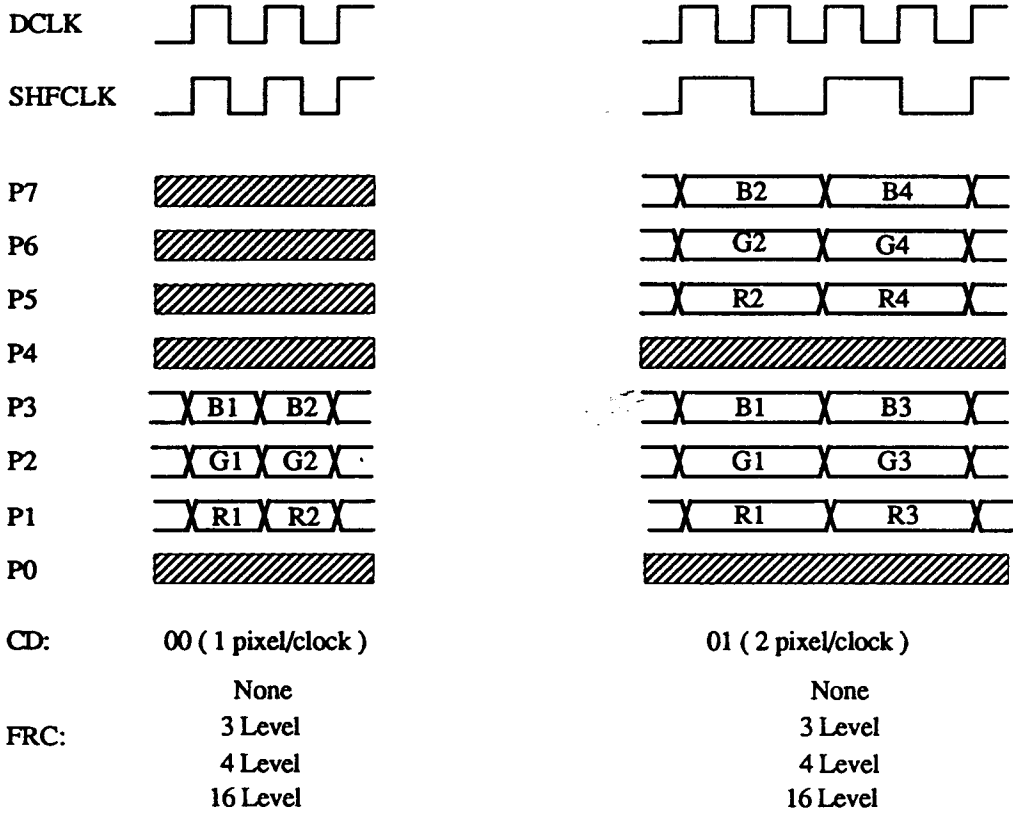 DCLK
SHFCLK
P7 B2 B4
P6 G2 G4
P5 R2 R4
P4
P3 B1 B2 B1 B3
P2 G1 G2 G1 G3
P1 R1 R2 R1 R3
P0
CD: 00 ( 1 pixel/clock ) 01 ( 2 pixel/clock )
None None
FRC: 3 Level 3 Level
4 Level 4 Level
16 Level 16 Level